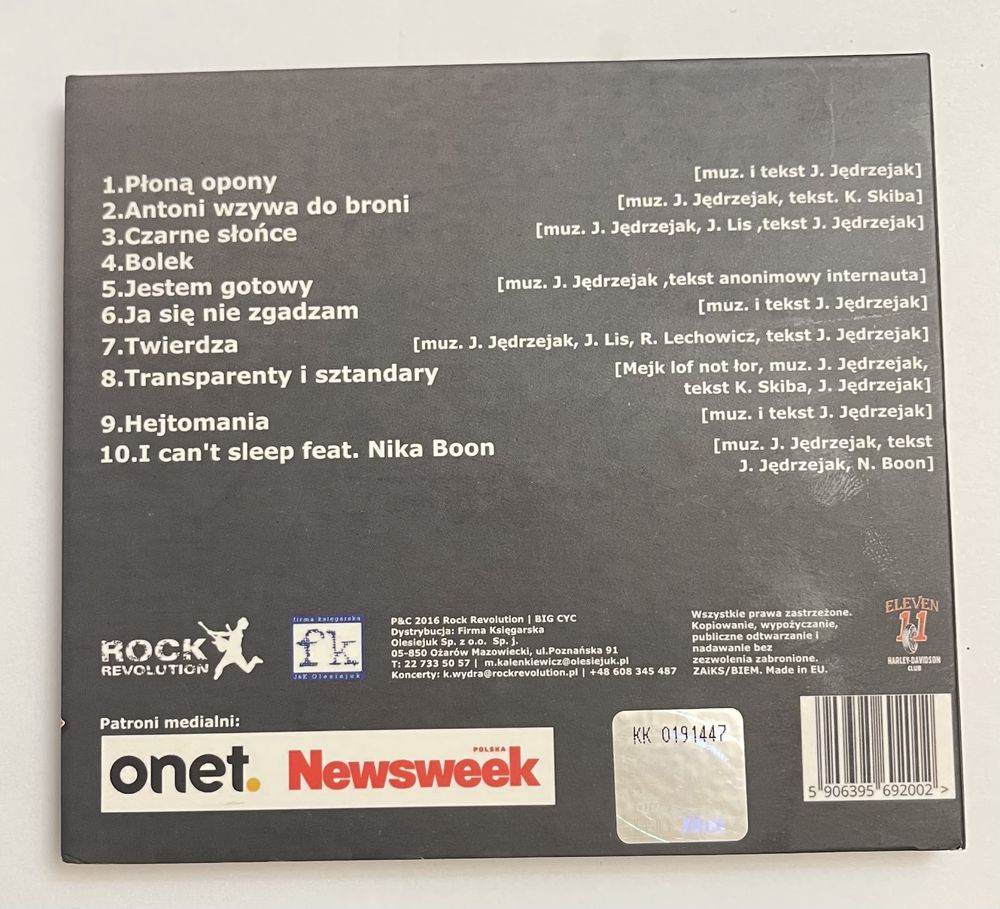 1.Płoną opony [muz. i tekst J. Jędrzejak]
2.Antoni wzywa do broni [muz. J. Jędrzejak, tekst. K. Skiba]
3.Czarne słońce [muz. J. Jędrzejak, J. Lis ,tekst J. Jędrzejak]
4.Bolek
5.Jestem gotowy [muz. J. Jędrzejak ,tekst anonimowy internauta]
6.Ja się nie zgadzam [muz. i tekst J. Jędrzejak]
7.Twierdza [muz. J. Jędrzejak, J. Lis, R. Lechowicz, tekst J. Jędrzejak]
8.Transparenty i sztandary [Mejk lof not łor, muz. J. Jędrzejak,
tekst K. Skiba, J. Jędrzejak]
9.Hejtomania [muz. i tekst J. Jędrzejak]
10.I can't sleep feat. Nika Boon [muz. J. Jędrzejak, tekst
J. Jędrzejak, N. Boon]
ROCK
REVOLUTION
firma księgarska
fk
J&K Olesiejuk
P&C 2016 Rock Revolution | BIG CYC
Dystrybucja: Firma Księgarska
Olesiejuk Sp. z o.o. Sp. j.
05-850 Ożarów Mazowiecki, ul.Poznańska 91
T: 22 733 50 57 | m.kalenkiewicz@olesiejuk.pl
Koncerty: k.wydra@rockrevolution.pl | +48 608 345 487
Wszystkie prawa zastrzeżone.
Kopiowanie, wypożyczanie,
publiczne odtwarzanie i
nadawanie bez
zezwolenia zabronione.
ZAiKS/BIEM. Made in EU.
ELEVEN
11
HARLEY-DAVIDSON
CLUB
Patroni medialni:
onet.
POLSKA
Newsweek
KK 0191447
5 906395 692002 >